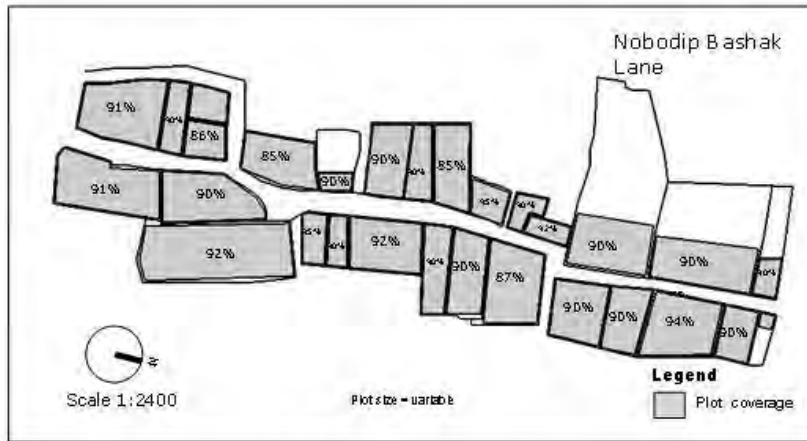 Nobodip Bashak
Lane
91%
86%
85%
90%
90%
85%
91%
90%
92%
92%
90%
87%
90%
90%
90%
90%
94%
90%
N
Scale 1:2400
Plot size = variable
Legend
Plot coverage